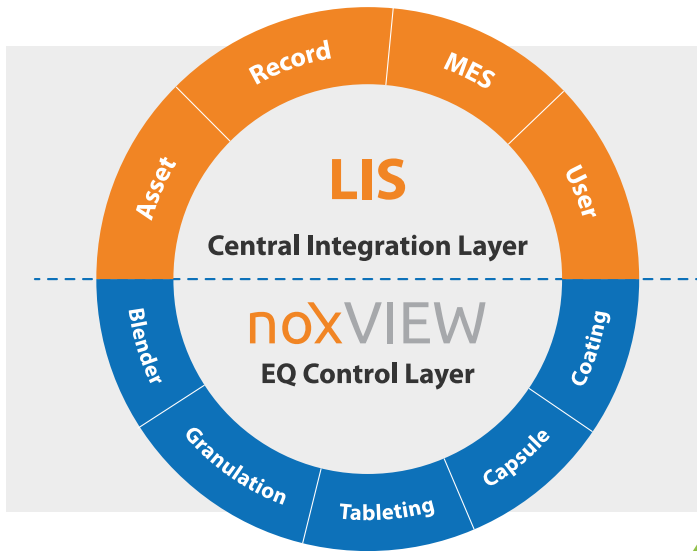 Record
MES
Asset
User
LIS
Central Integration Layer
noxVIEW
EQ Control Layer
Blender
Granulation
Tableting
Capsule
Coating